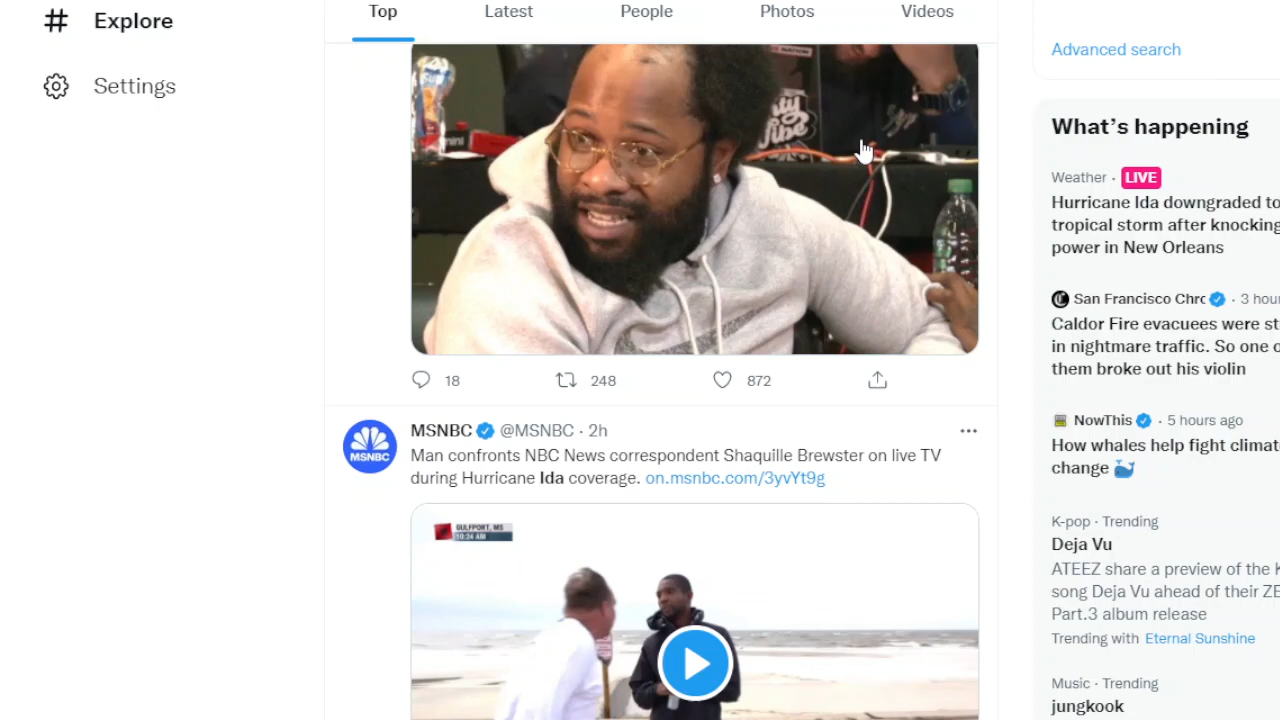 Explore
Settings
Top Latest People Photos Videos
mini
18 248 872
MSNBC @MSNBC · 2h
Man confronts NBC News correspondent Shaquille Brewster on live TV
during Hurricane Ida coverage. on.msnbc.com/3yvYt9g
MSNBC
GULFPORT, MS
10:24 AM
Advanced search
What's happening
Weather · LIVE
Hurricane Ida downgraded to
tropical storm after knocking
power in New Orleans
San Francisco Chrc · 3 hour
Caldor Fire evacuees were st
in nightmare traffic. So one o
them broke out his violin
NowThis · 5 hours ago
How whales help fight climat
change 🐳
K-pop · Trending
Deja Vu
ATEEZ share a preview of the K
song Deja Vu ahead of their ZE
Part.3 album release
Trending with Eternal Sunshine
Music · Trending
jungkook